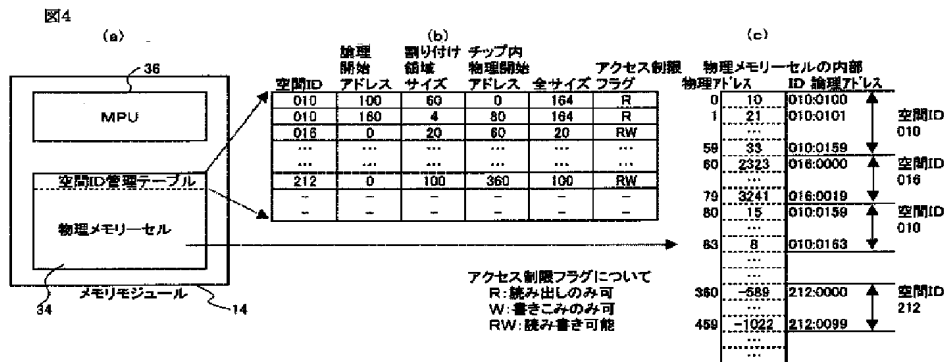 図4
(a)
36
MPU
空間ID管理テーブル
物理メモリーセル
34
メモリモジュール
14
(b)
論理 割り付け チップ内
開始 領域 物理開始 アクセス制限
空間ID アドレス サイズ アドレス 全サイズ フラグ
010 100 60 0 164 R
010 160 4 80 164 R
016 0 20 60 20 RW
... ... ... ... ... ...
... ... ... ... ... ...
212 0 100 360 100 RW
- - - - - -
- - - - - -
アクセス制限フラグについて
R:読み出しのみ可
W:書きこみのみ可
RW:読み書き可能
(c)
物理メモリーセルの内部
物理アドレス ID 論理アドレス
0 10 010:0100
1 21 010:0101
...
59 33 010:0159
60 2323 016:0000
...
79 3241 016:0019
80 15 010:0159
...
63 8 010:0163
...
...
360 -589 212:0000
...
459 -1022 212:0099
...
...
空間ID
010
空間ID
016
空間ID
010
空間ID
212